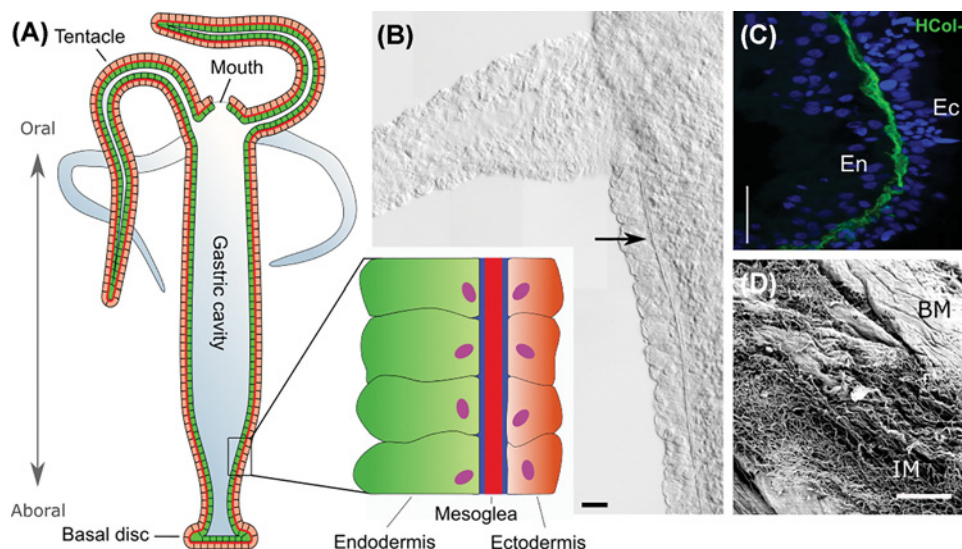 (A)
Tentacle
Mouth
Oral
Gastric cavity
Aboral
Basal disc
(B)
Endodermis
Mesoglea
Ectodermis
(C)
HCol-
Ec
En
(D)
BM
IM